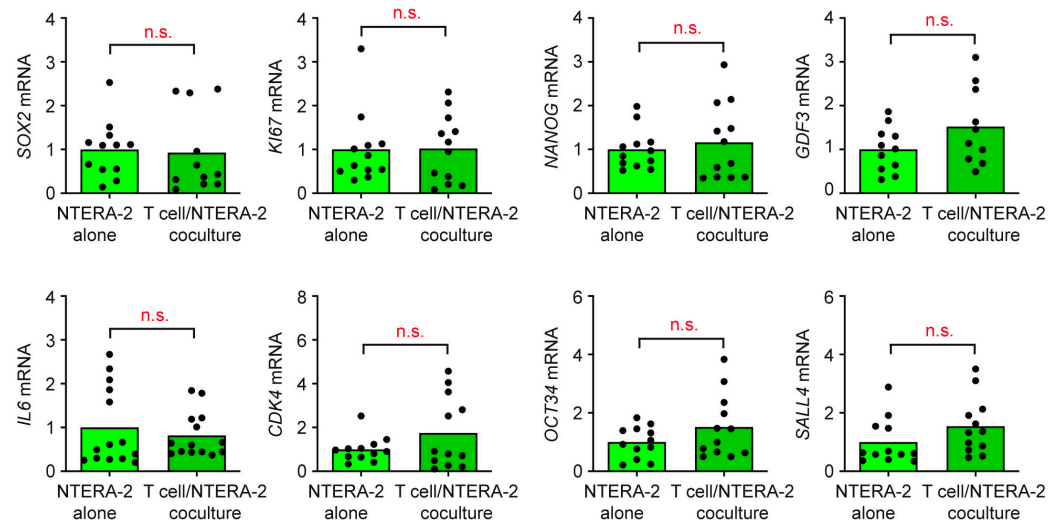 n.s.
SOX2 mRNA
4
3
2
1
0
NTERA-2 alone
T cell/NTERA-2 coculture
n.s.
KI67 mRNA
4
3
2
1
0
NTERA-2 alone
T cell/NTERA-2 coculture
n.s.
NANOG mRNA
4
3
2
1
0
NTERA-2 alone
T cell/NTERA-2 coculture
n.s.
GDF3 mRNA
4
3
2
1
0
NTERA-2 alone
T cell/NTERA-2 coculture
n.s.
IL6 mRNA
4
3
2
1
0
NTERA-2 alone
T cell/NTERA-2 coculture
n.s.
CDK4 mRNA
8
6
4
2
0
NTERA-2 alone
T cell/NTERA-2 coculture
n.s.
OCT34 mRNA
6
4
2
0
NTERA-2 alone
T cell/NTERA-2 coculture
n.s.
SALL4 mRNA
6
4
2
0
NTERA-2 alone
T cell/NTERA-2 coculture